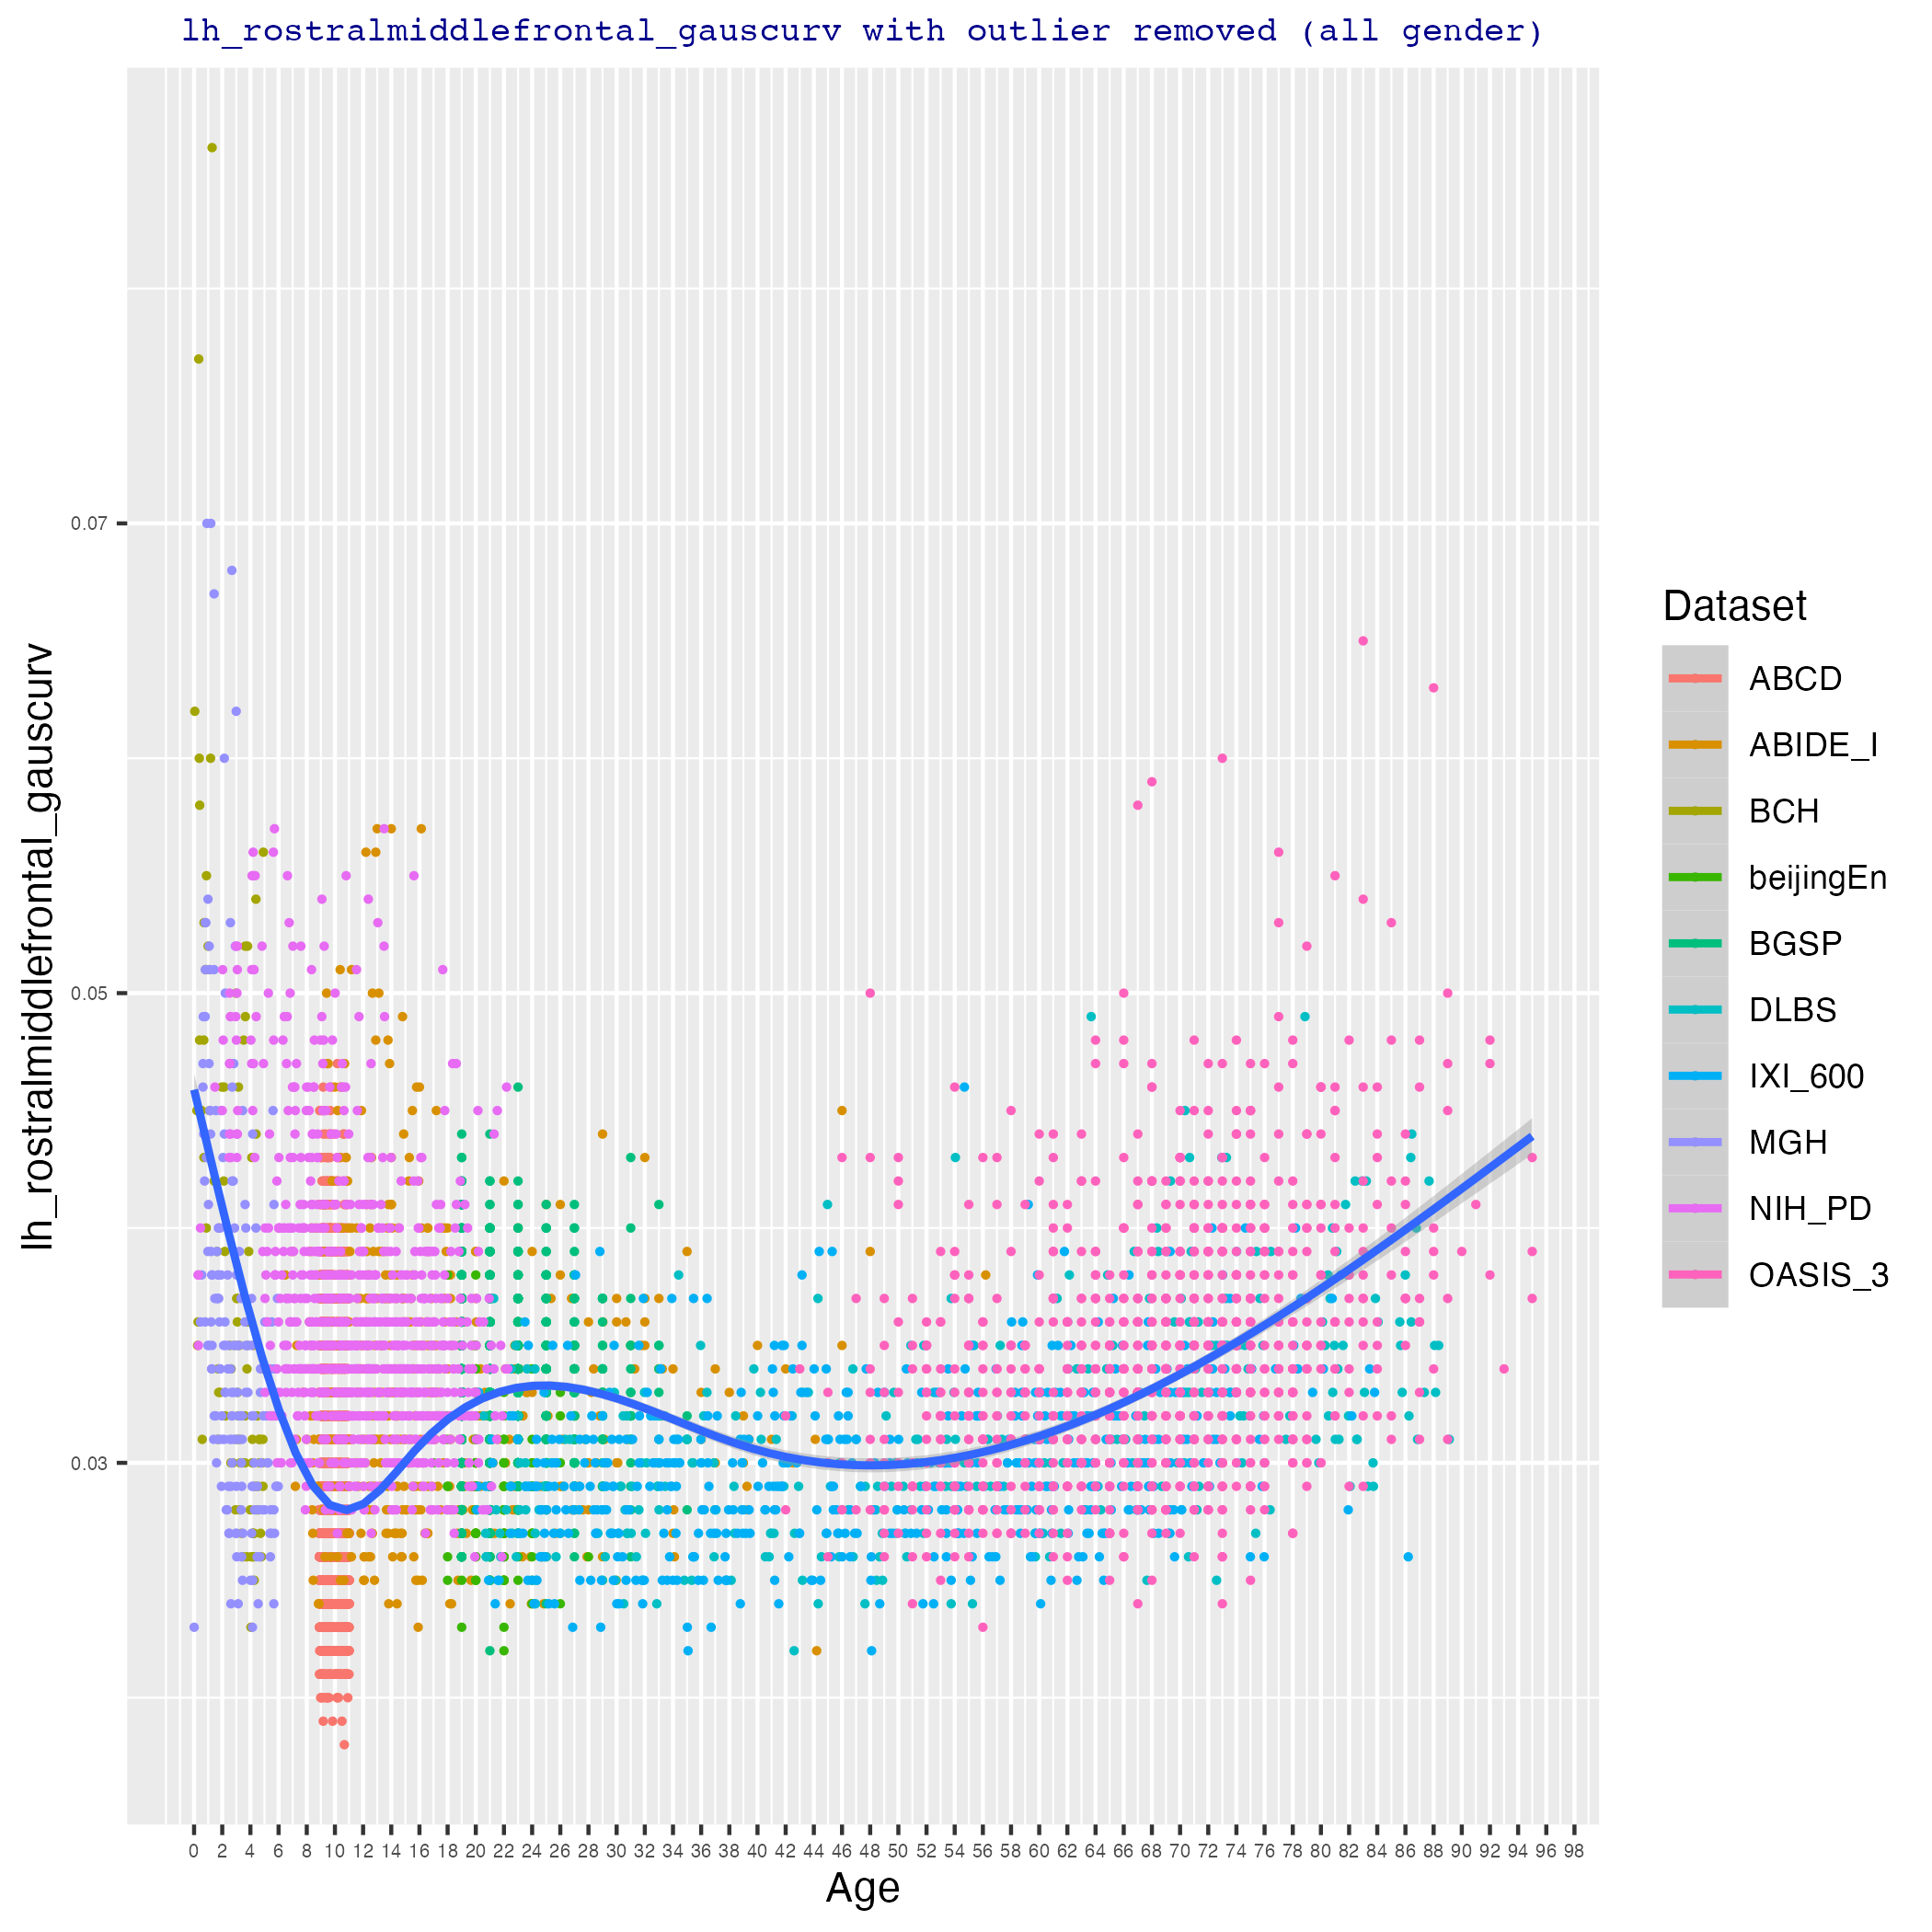 lh_rostralmiddlefrontal_gauscurv with outlier removed (all gender)
lh_rostralmiddlefrontal_gauscurv
0.07
0.05
0.03
0 2 4 6 8 10 12 14 16 18 20 22 24 26 28 30 32 34 36 38 40 42 44 46 48 50 52 54 56 58 60 62 64 66 68 70 72 74 76 78 80 82 84 86 88 90 92 94 96 98
Age
Dataset
ABCD
ABIDE_I
BCH
beijingEn
BGSP
DLBS
IXI_600
MGH
NIH_PD
OASIS_3